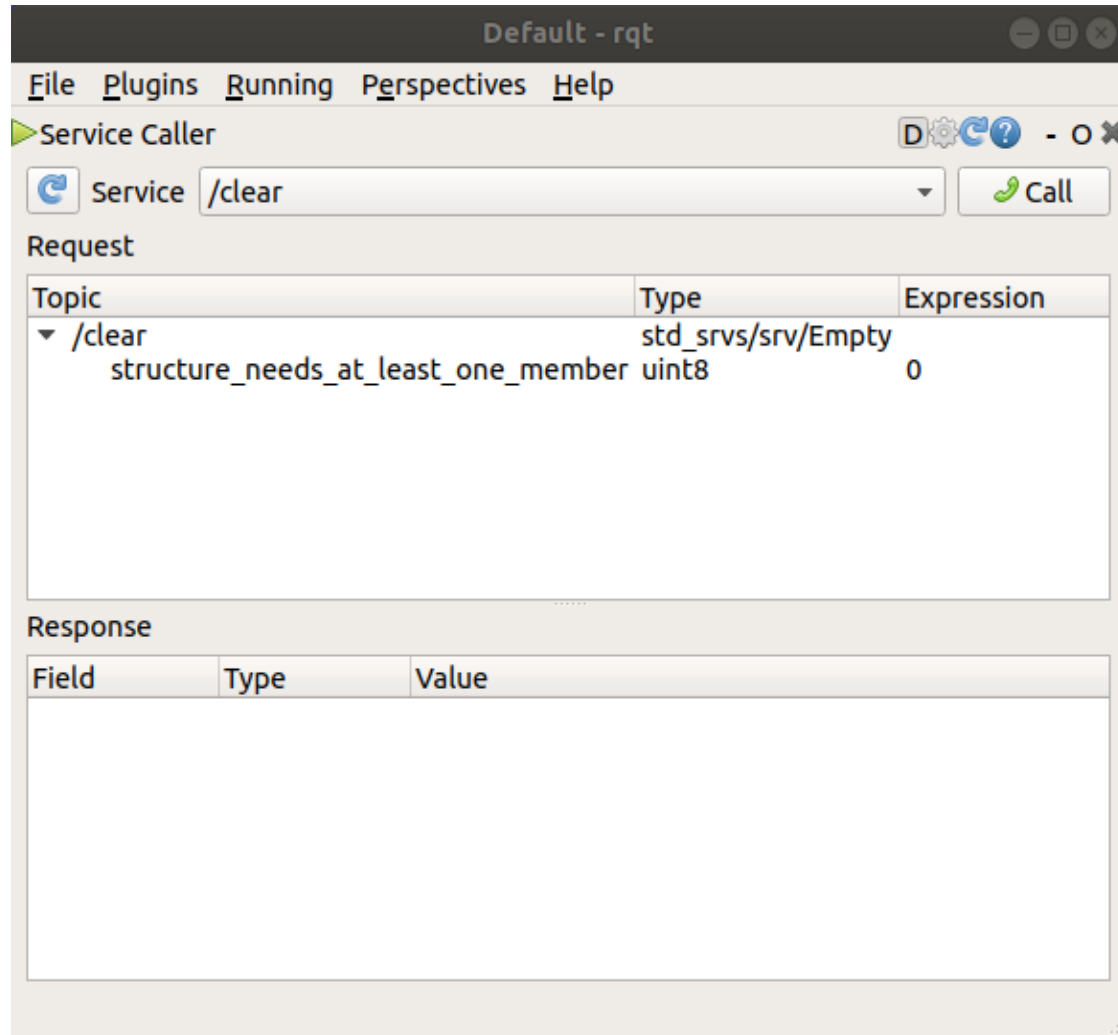 Default - rqt
File Plugins Running Perspectives Help
Service Caller D ? - O
Service /clear Call
Request
Topic Type Expression
/clear std_srvs/srv/Empty
structure_needs_at_least_one_member uint8 0
Response
Field Type Value